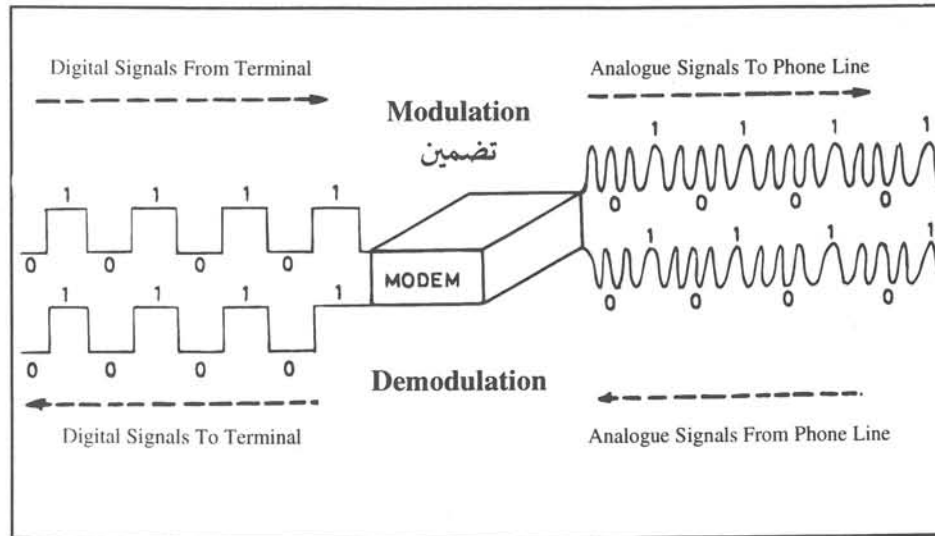 Digital Signals From Terminal
Analogue Signals To Phone Line
Modulation
تضمين
1 1 1 1
1 1 1 1
0 0 0 0
0 0 0 0
MODEM
1 1 1 1
1 1 1 1
0 0 0 0
0 0 0 0
Demodulation
Digital Signals To Terminal
Analogue Signals From Phone Line